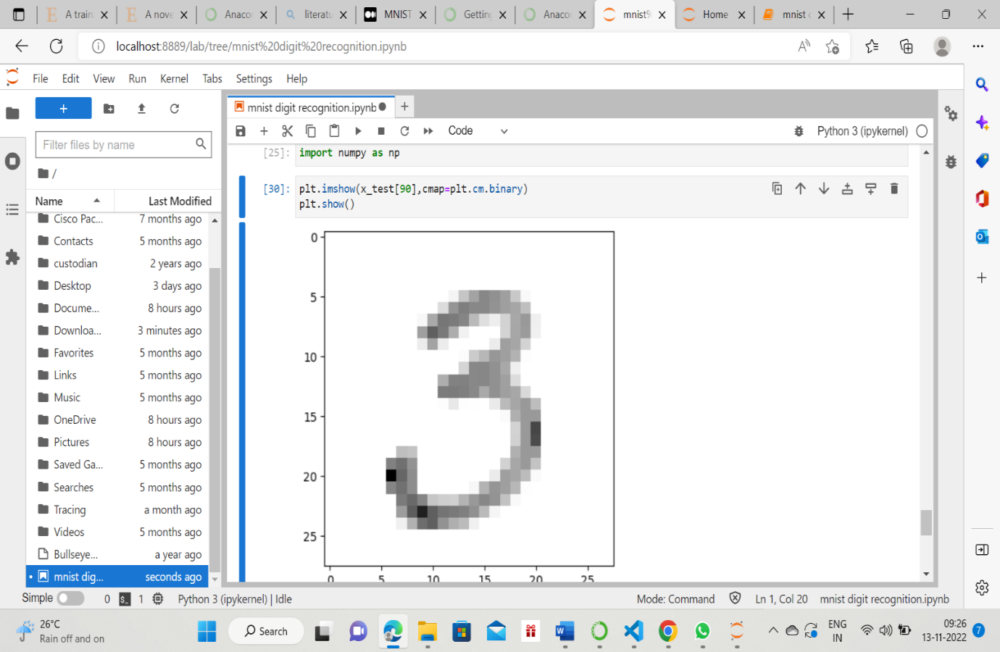 A train
A nove
Anacor
literatu
MNIST
Getting
Anacor
mnist%
Home
mnist d
localhost:8889/lab/tree/mnist%20digit%20recognition.ipynb
File Edit View Run Kernel Tabs Settings Help
mnist digit recognition.ipynb
Filter files by name
Code
Python 3 (ipykernel)
/
Name Last Modified
Cisco Pac... 7 months ago
Contacts 5 months ago
custodian 2 years ago
Desktop 3 days ago
Docume... 8 hours ago
Downloa... 3 minutes ago
Favorites 5 months ago
Links 5 months ago
Music 5 months ago
OneDrive 8 hours ago
Pictures 8 hours ago
Saved Ga... 5 months ago
Searches 5 months ago
Tracing a month ago
Videos 5 months ago
Bullseye... a year ago
mnist dig... seconds ago
[25]: import numpy as np
[30]: plt.imshow(x_test[90],cmap=plt.cm.binary)
plt.show()
0
5
10
15
20
25
0 5 10 15 20 25
3
Simple 0 1 Python 3 (ipykernel) | Idle
Mode: Command Ln 1, Col 20 mnist digit recognition.ipynb
26°C
Rain off and on
Search
ENG
IN
09:26
13-11-2022
7